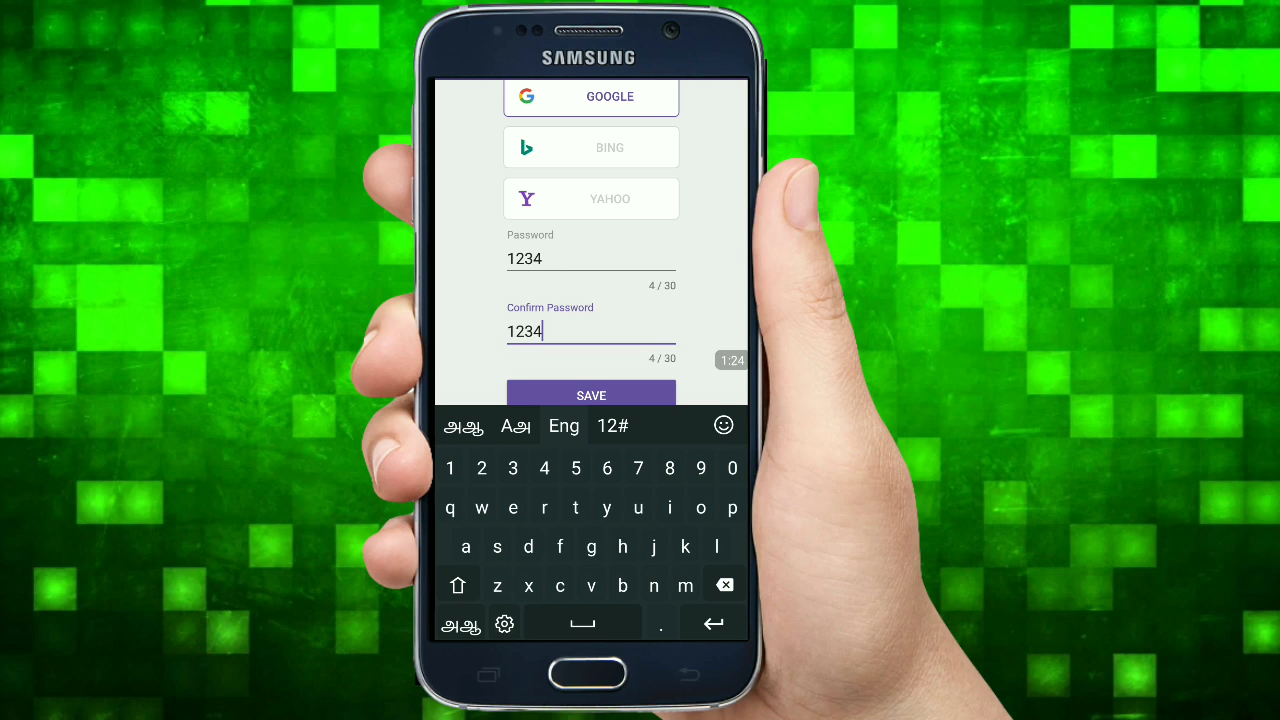 SAMSUNG
GOOGLE
BING
YAHOO
Password
1234
4 / 30
Confirm Password
1234
4 / 30
1:24
SAVE
அஆ Aஅ Eng 12#
1 2 3 4 5 6 7 8 9 0
q w e r t y u i o p
a s d f g h j k l
z x c v b n m
அஆ .